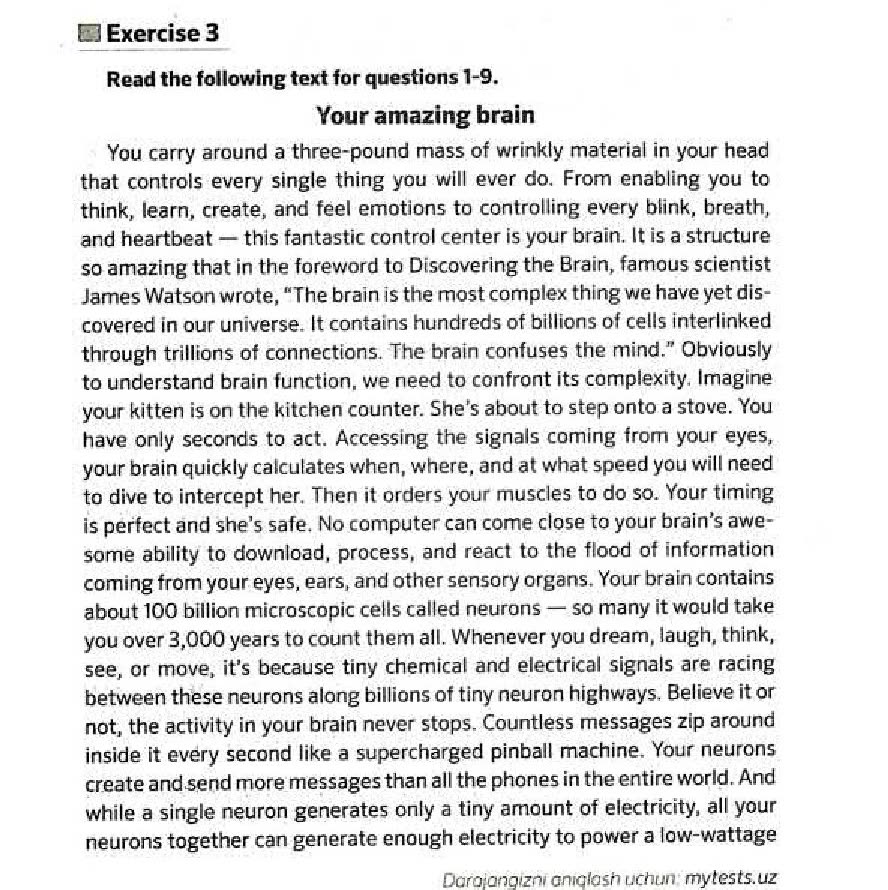 Exercise 3
Read the following text for questions 1-9.
Your amazing brain
You carry around a three-pound mass of wrinkly material in your head
that controls every single thing you will ever do. From enabling you to
think, learn, create, and feel emotions to controlling every blink, breath,
and heartbeat — this fantastic control center is your brain. It is a structure
so amazing that in the foreword to Discovering the Brain, famous scientist
James Watson wrote, “The brain is the most complex thing we have yet dis-
covered in our universe. It contains hundreds of billions of cells interlinked
through trillions of connections. The brain confuses the mind.” Obviously
to understand brain function, we need to confront its complexity. Imagine
your kitten is on the kitchen counter. She's about to step onto a stove. You
have only seconds to act. Accessing the signals coming from your eyes,
your brain quickly calculates when, where, and at what speed you will need
to dive to intercept her. Then it orders your muscles to do so. Your timing
is perfect and she's safe. No computer can come close to your brain's awe-
some ability to download, process, and react to the flood of information
coming from your eyes, ears, and other sensory organs. Your brain contains
about 100 billion microscopic cells called neurons — so many it would take
you over 3,000 years to count them all. Whenever you dream, laugh, think,
see, or move, it's because tiny chemical and electrical signals are racing
between these neurons along billions of tiny neuron highways. Believe it or
not, the activity in your brain never stops. Countless messages zip around
inside it every second like a supercharged pinball machine. Your neurons
create and send more messages than all the phones in the entire world. And
while a single neuron generates only a tiny amount of electricity, all your
neurons together can generate enough electricity to power a low-wattage
Darajangizni aniqlash uchun: mytests.uz